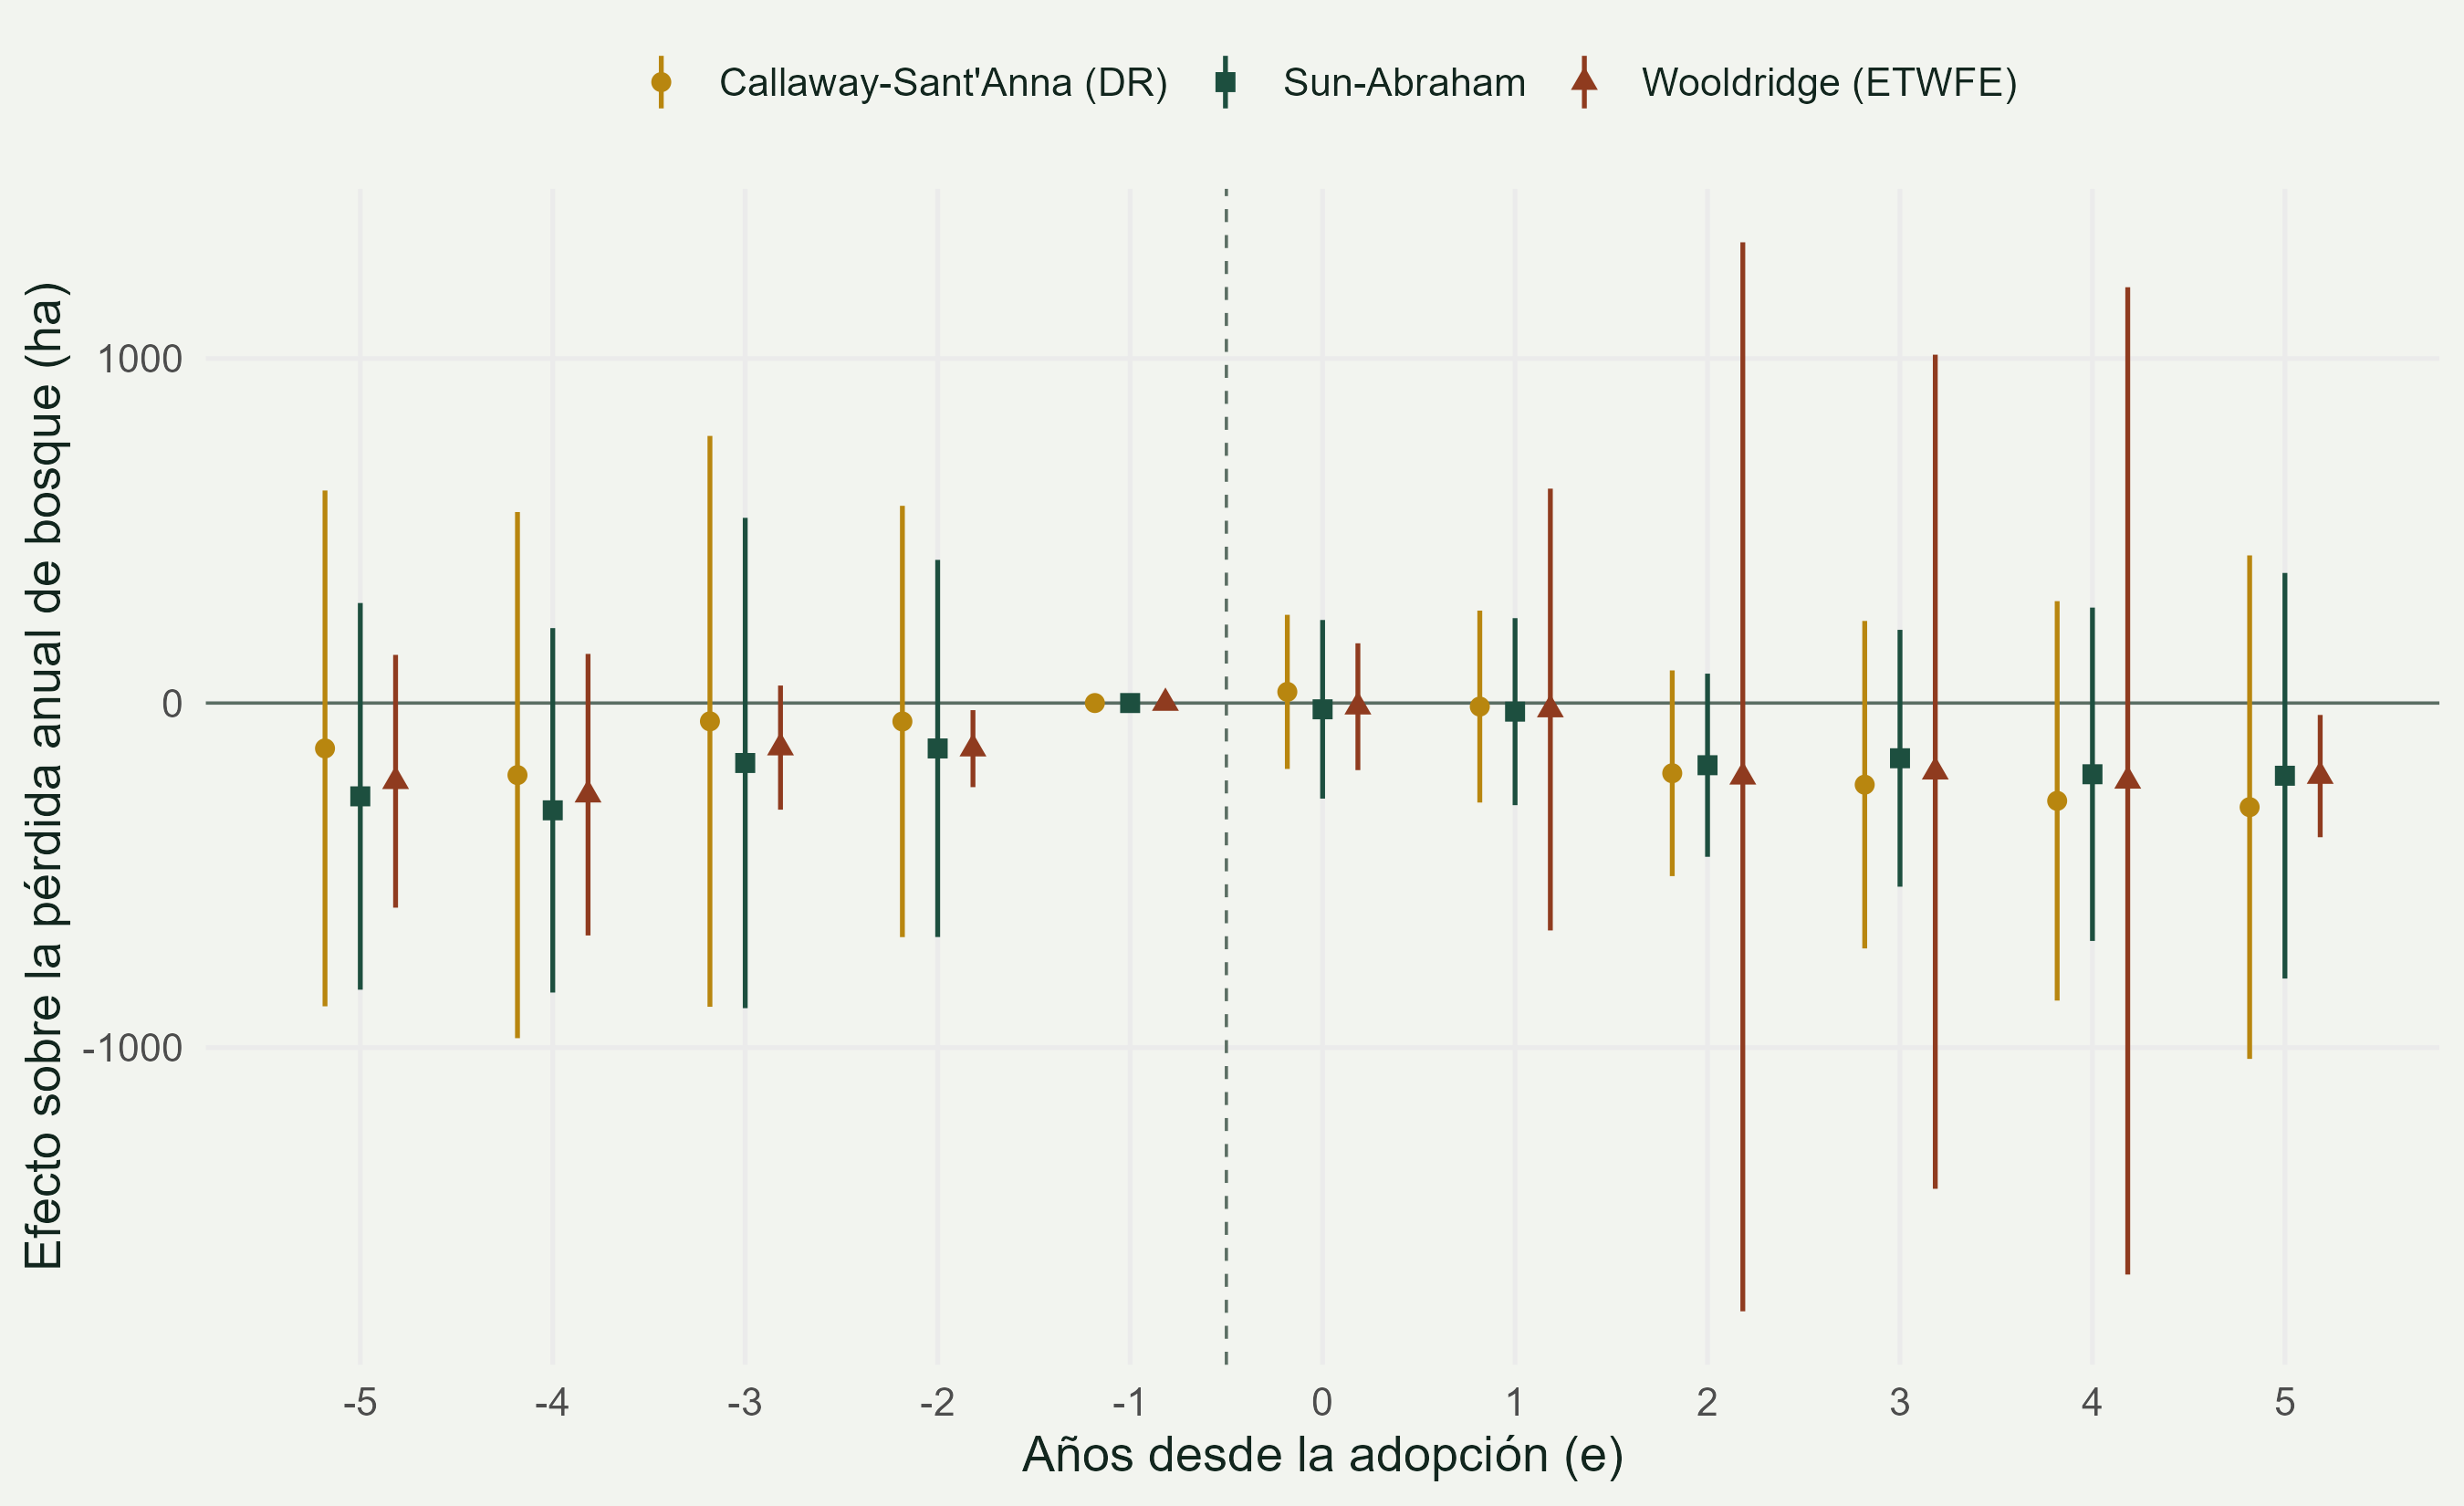 Callaway-Sant'Anna (DR) Sun-Abraham Wooldridge (ETWFE)
Efecto sobre la pérdida anual de bosque (ha)
1000
0
-1000
-5 -4 -3 -2 -1 0 1 2 3 4 5
Años desde la adopción (e)